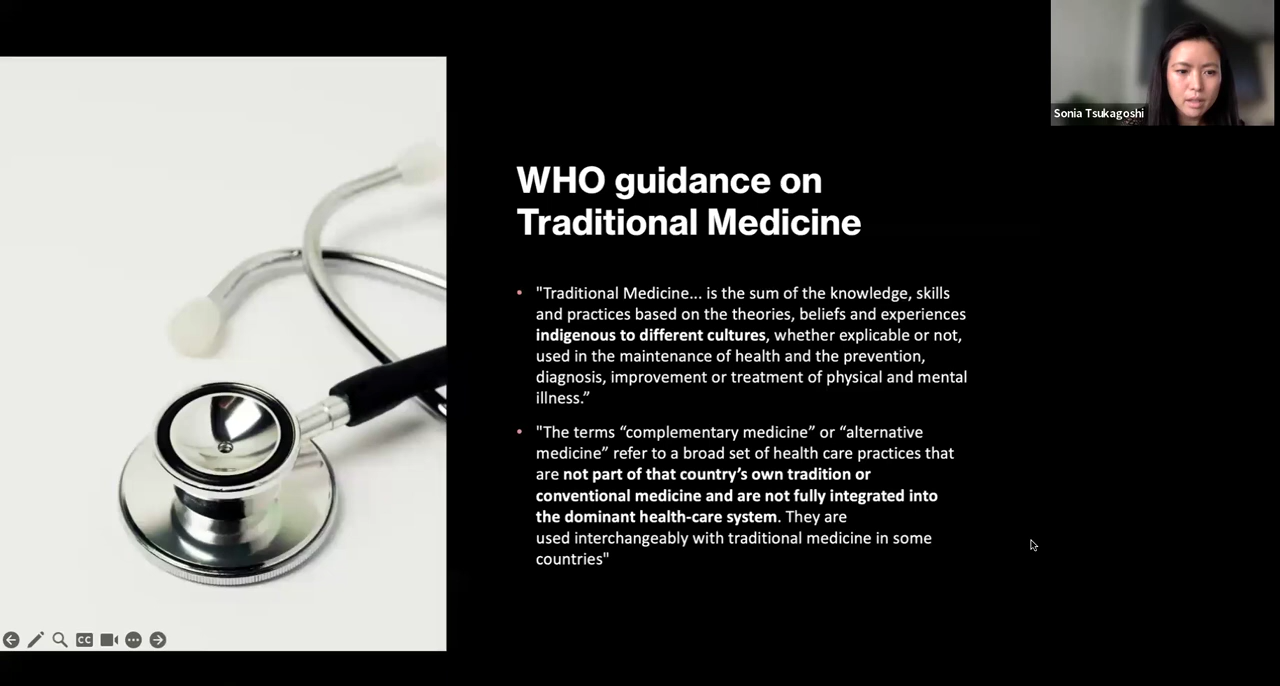 Sonia Tsukagoshi
WHO guidance on
Traditional Medicine
• "Traditional Medicine... is the sum of the knowledge, skills
and practices based on the theories, beliefs and experiences
indigenous to different cultures, whether explicable or not,
used in the maintenance of health and the prevention,
diagnosis, improvement or treatment of physical and mental
illness.”
• "The terms “complementary medicine” or “alternative
medicine” refer to a broad set of health care practices that
are not part of that country’s own tradition or
conventional medicine and are not fully integrated into
the dominant health-care system. They are
used interchangeably with traditional medicine in some
countries"
CC